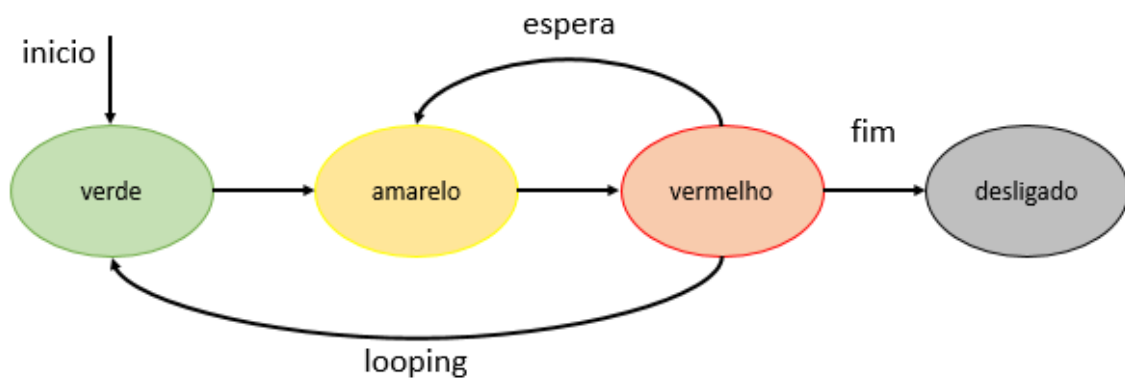 espera
inicio
fim
verde
amarelo
vermelho
desligado
looping